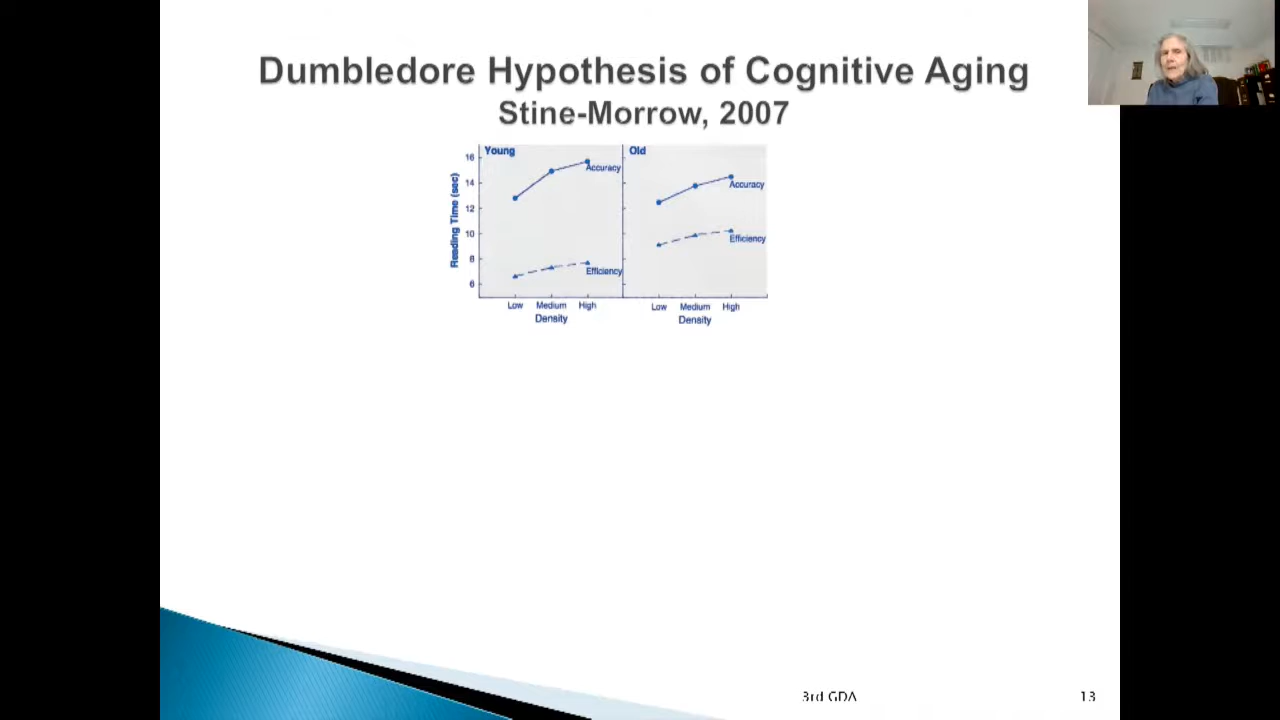 Dumbledore Hypothesis of Cognitive Aging
Stine-Morrow, 2007
Young
Old
Reading Time (sec)
16
14
12
10
8
6
Accuracy
Efficiency
Accuracy
Efficiency
Low Medium High
Density
Low Medium High
Density
3rd GDA
13